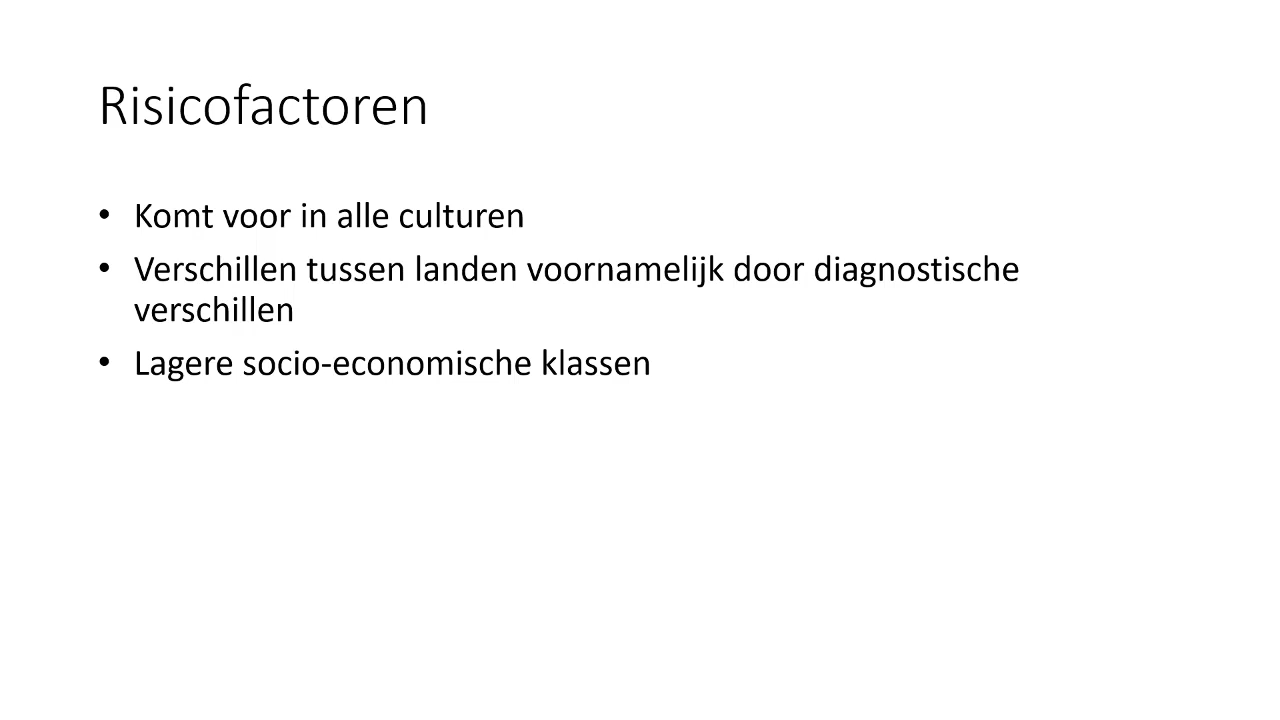 Risicofactoren
• Komt voor in alle culturen
• Verschillen tussen landen voornamelijk door diagnostische
verschillen
• Lagere socio-economische klassen